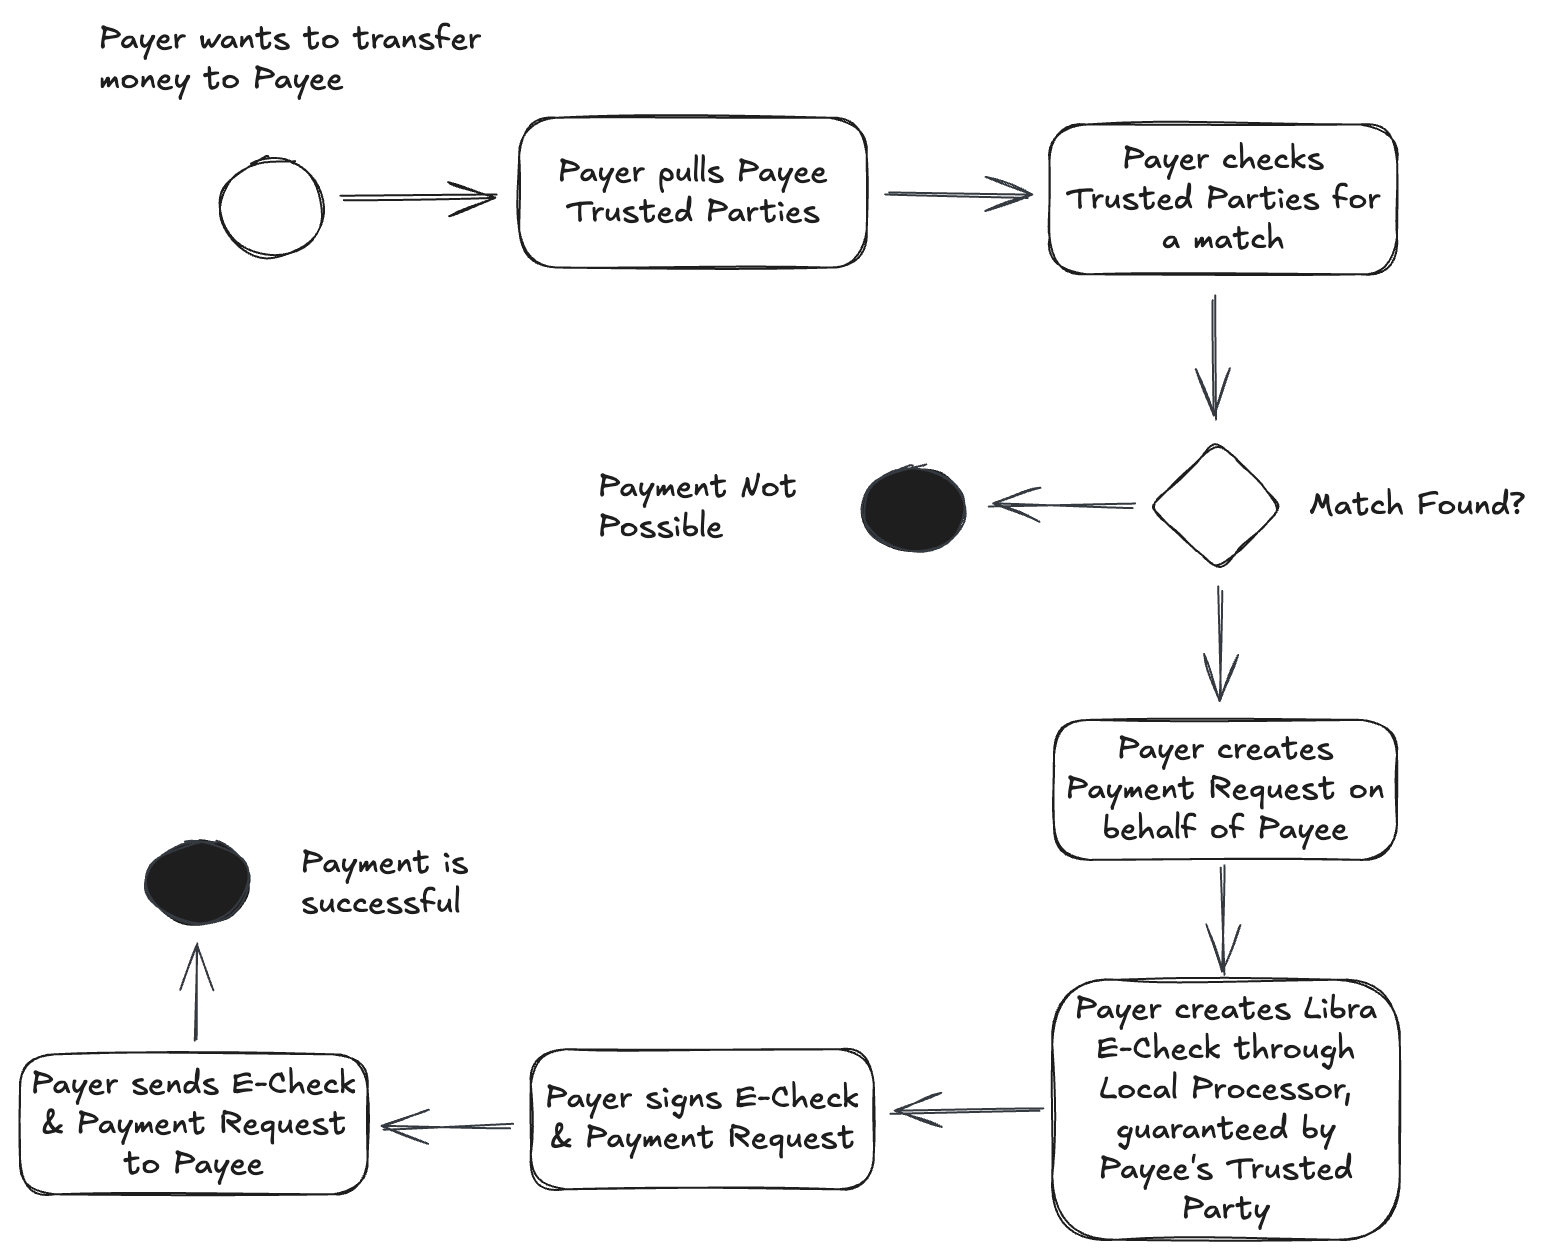 Payer wants to transfer
money to Payee
Payer pulls Payee
Trusted Parties
Payer checks
Trusted Parties for
a match
Payment Not
Possible
Match Found?
Payer creates
Payment Request on
behalf of Payee
Payment is
successful
Payer creates Libra
E-Check through
Local Processor,
guaranteed by
Payee's Trusted
Party
Payer signs E-Check
& Payment Request
Payer sends E-Check
& Payment Request
to Payee